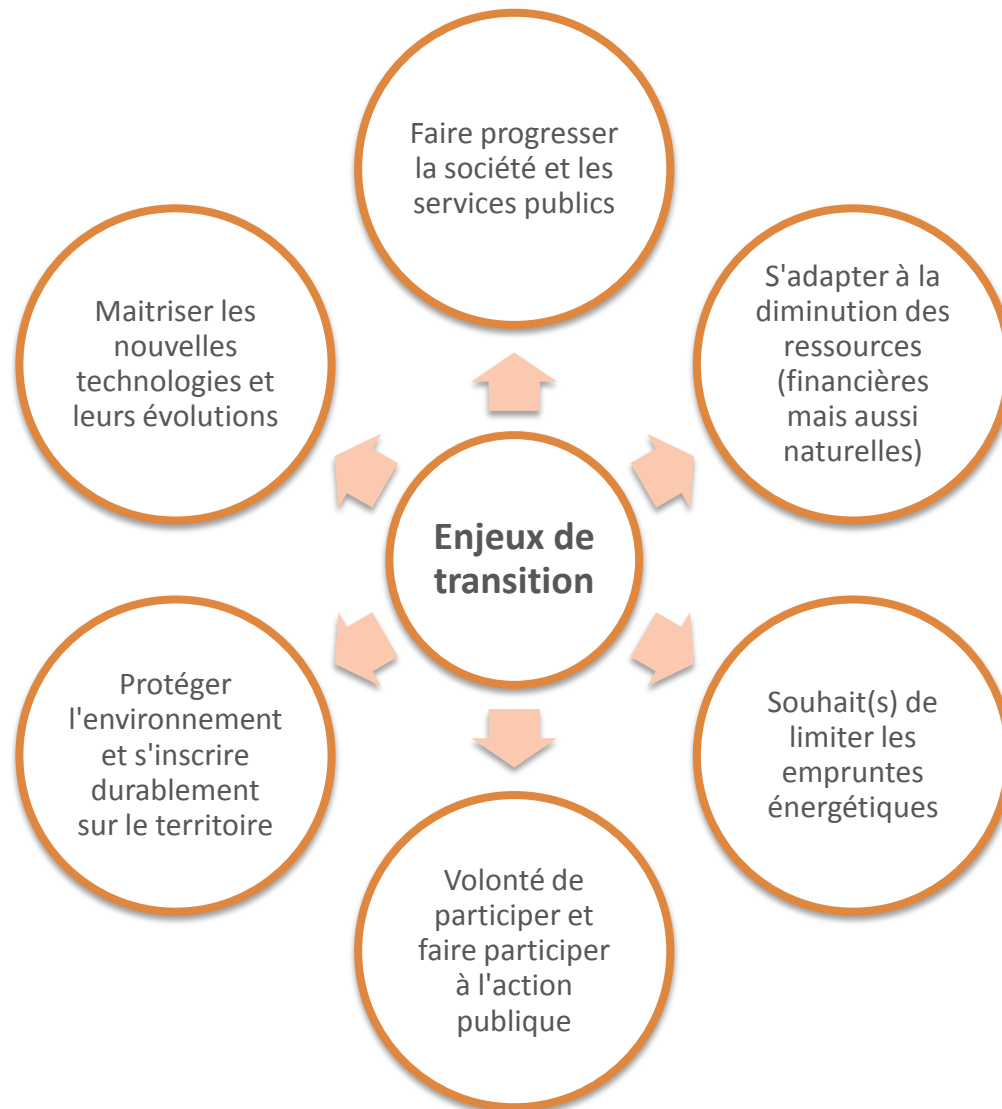 Faire progresser
la société et les
services publics
S'adapter à la
diminution des
ressources
(financières
mais aussi
naturelles)
Souhait(s) de
limiter les
empruntes
énergétiques
Volonté de
participer et
faire participer
à l'action
publique
Protéger
l'environnement
et s'inscrire
durablement
sur le territoire
Maitriser les
nouvelles
technologies et
leurs évolutions
Enjeux de
transition